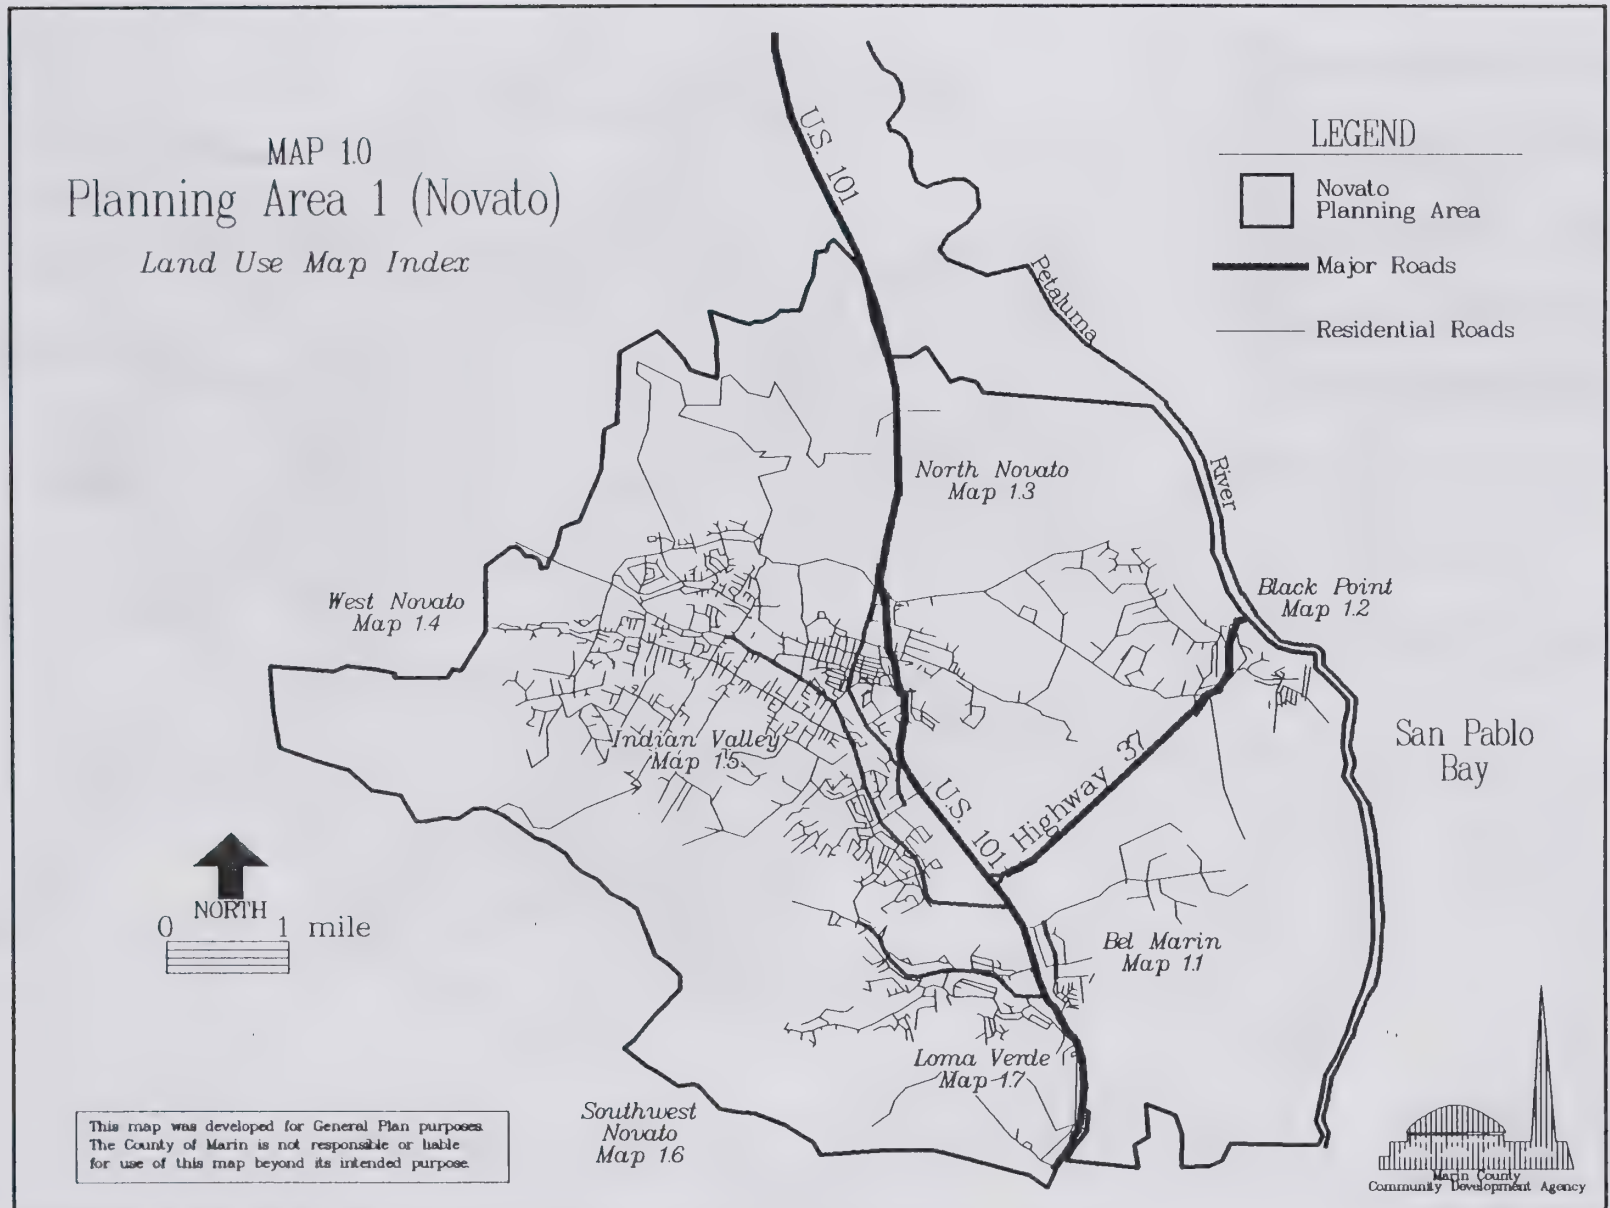 MAP 1.0
Planning Area 1 (Novato)
Land Use Map Index
U.S. 101
LEGEND
Novato
Planning Area
Major Roads
Residential Roads
Petaluma
River
North Novato
Map 1.3
Black Point
Map 1.2
West Novato
Map 1.4
Indian Valley
Map 1.5
San Pablo
Bay
Highway 37
U.S. 101
NORTH
0 1 mile
Bel Marin
Map 1.1
Loma Verde
Map 1.7
Southwest
Novato
Map 1.6
This map was developed for General Plan purposes.
The County of Marin is not responsible or liable
for use of this map beyond its intended purpose.
Marin County
Community Development Agency